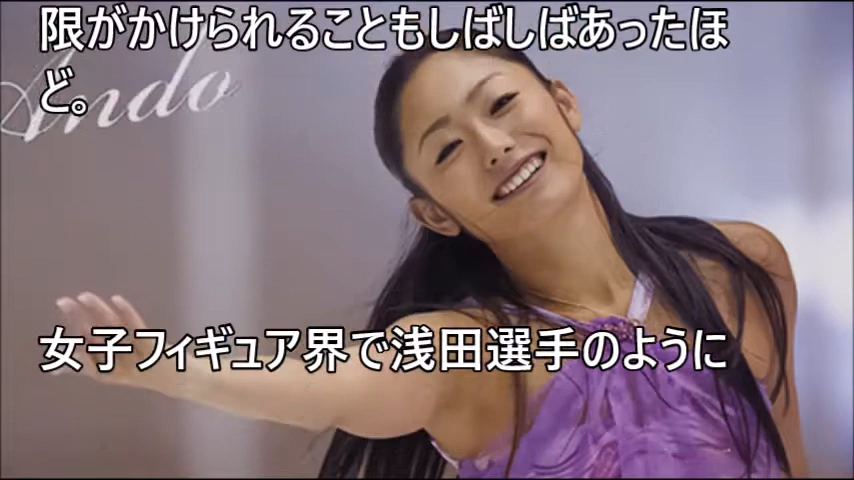 限がかけられることもしばしばあったほ
ど。
Ando
女子フィギュア界で浅田選手のように